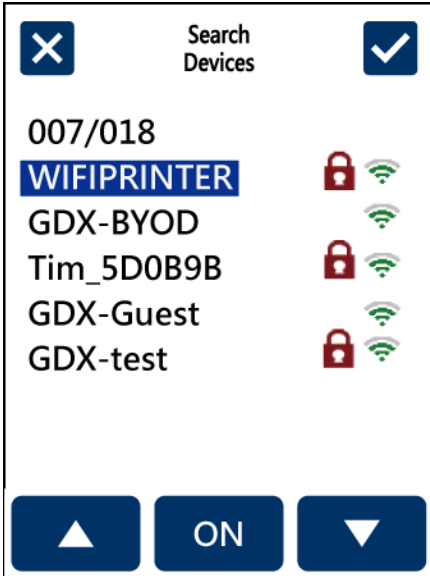 Search
Devices
007/018
WIFIPRINTER
GDX-BYOD
Tim_5D0B9B
GDX-Guest
GDX-test
ON